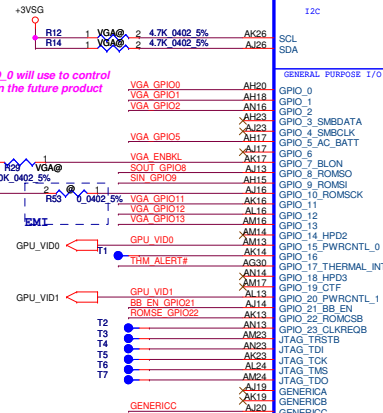 +3VSG
I2C
R12 1 VGA@ 2 4.7K_0402_5% AK26 SCL
R14 1 VGA@ 2 4.7K_0402_5% AJ26 SDA
GENERAL PURPOSE I/O
_0 will use to control
n the future product
VGA_GPIO0 AH20 GPIO_0
VGA_GPIO1 AH18 GPIO_1
VGA_GPIO2 AN16 GPIO_2
AH23 GPIO_3_SMBDATA
AJ23 GPIO_4_SMBCLK
VGA_GPIO5 AH17 GPIO_5_AC_BATT
AJ17 GPIO_6
VGA_ENBKL AK17 GPIO_7_BLON
R29 1 VGA@
0K_0402_5%
SOUT_GPIO8 AJ13 GPIO_8_ROMSO
SIN_GPIO9 AH15 GPIO_9_ROMSI
AJ16 GPIO_10_ROMSCK
2 @ 1
R53 0_0402_5%
EMI
VGA_GPIO11 AK16 GPIO_11
VGA_GPIO12 AL16 GPIO_12
VGA_GPIO13 AM16 GPIO_13
AM14 GPIO_14_HPD2
GPU_VID0 GPU_VID0 AM13 GPIO_15_PWRCNTL_0
T1 AK14 GPIO_16
THM_ALERT# AG30 GPIO_17_THERMAL_INT
AN14 GPIO_18_HPD3
AM17 GPIO_19_CTF
GPU_VID1 GPU_VID1 AL13 GPIO_20_PWRCNTL_1
BB_EN_GPIO21 AJ14 GPIO_21_BB_EN
ROMSE_GPIO22 AK13 GPIO_22_ROMCSB
T2 AN13 GPIO_23_CLKREQB
T3 AM23 JTAG_TRSTB
T4 AN23 JTAG_TDI
T5 AK23 JTAG_TCK
T6 AL24 JTAG_TMS
T7 AM24 JTAG_TDO
AJ19 GENERICA
AK19 GENERICB
GENERICC AJ20 GENERICC